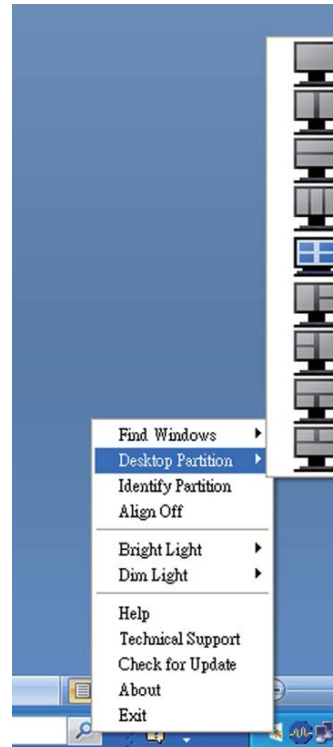 Find Windows
Desktop Partition
Identify Partition
Align Off
Bright Light
Dim Light
Help
Technical Support
Check for Update
About
Exit